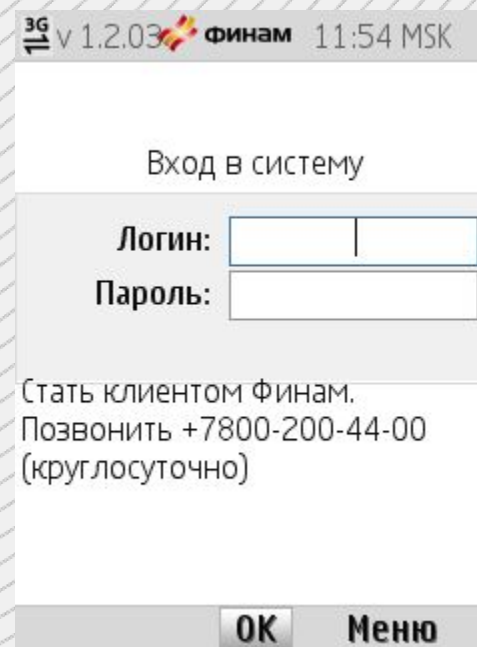 3G v 1.2.03 финам 11:54 MSK
Вход в систему
Логин:
Пароль:
Стать клиентом Финам.
Позвонить +7800-200-44-00
(круглосуточно)
OK Меню